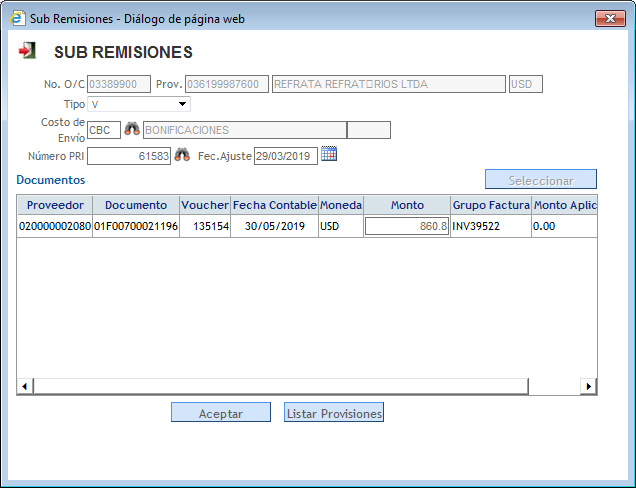 Sub Remisiones - Diálogo de página web
SUB REMISIONES
No. O/C 03389900 Prov. 036199987600 REFRATA REFRAT□RIOS LTDA USD
Tipo V
Costo de Envío CBC BONIFICACIONES
Número PRI 61583 Fec.Ajuste 29/03/2019
Documentos Seleccionar
Proveedor Documento Voucher Fecha Contable Moneda Monto Grupo Factura Monto Aplic
020000002080 01F00700021196 135154 30/05/2019 USD 860.8 INV39522 0.00
Aceptar Listar Provisiones